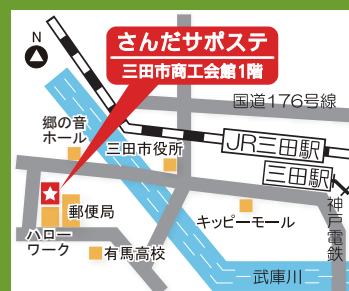 N
さんだサポステ
三田市商工会館1階
国道176号線
郷の音
ホール
三田市役所
JR三田駅
三田駅
郵便局
キッピーモール
神戸電鉄
ハロー
ワーク
有馬高校
武庫川